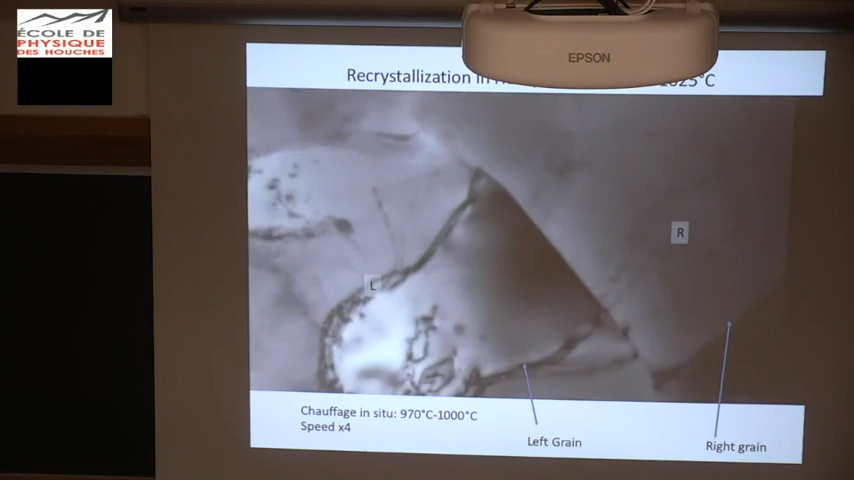 ÉCOLE DE
PHYSIQUE
DES HOUCHES
EPSON
Recrystallization in
1025°C
R
L
Chauffage in situ: 970°C-1000°C
Speed x4
Left Grain
Right grain